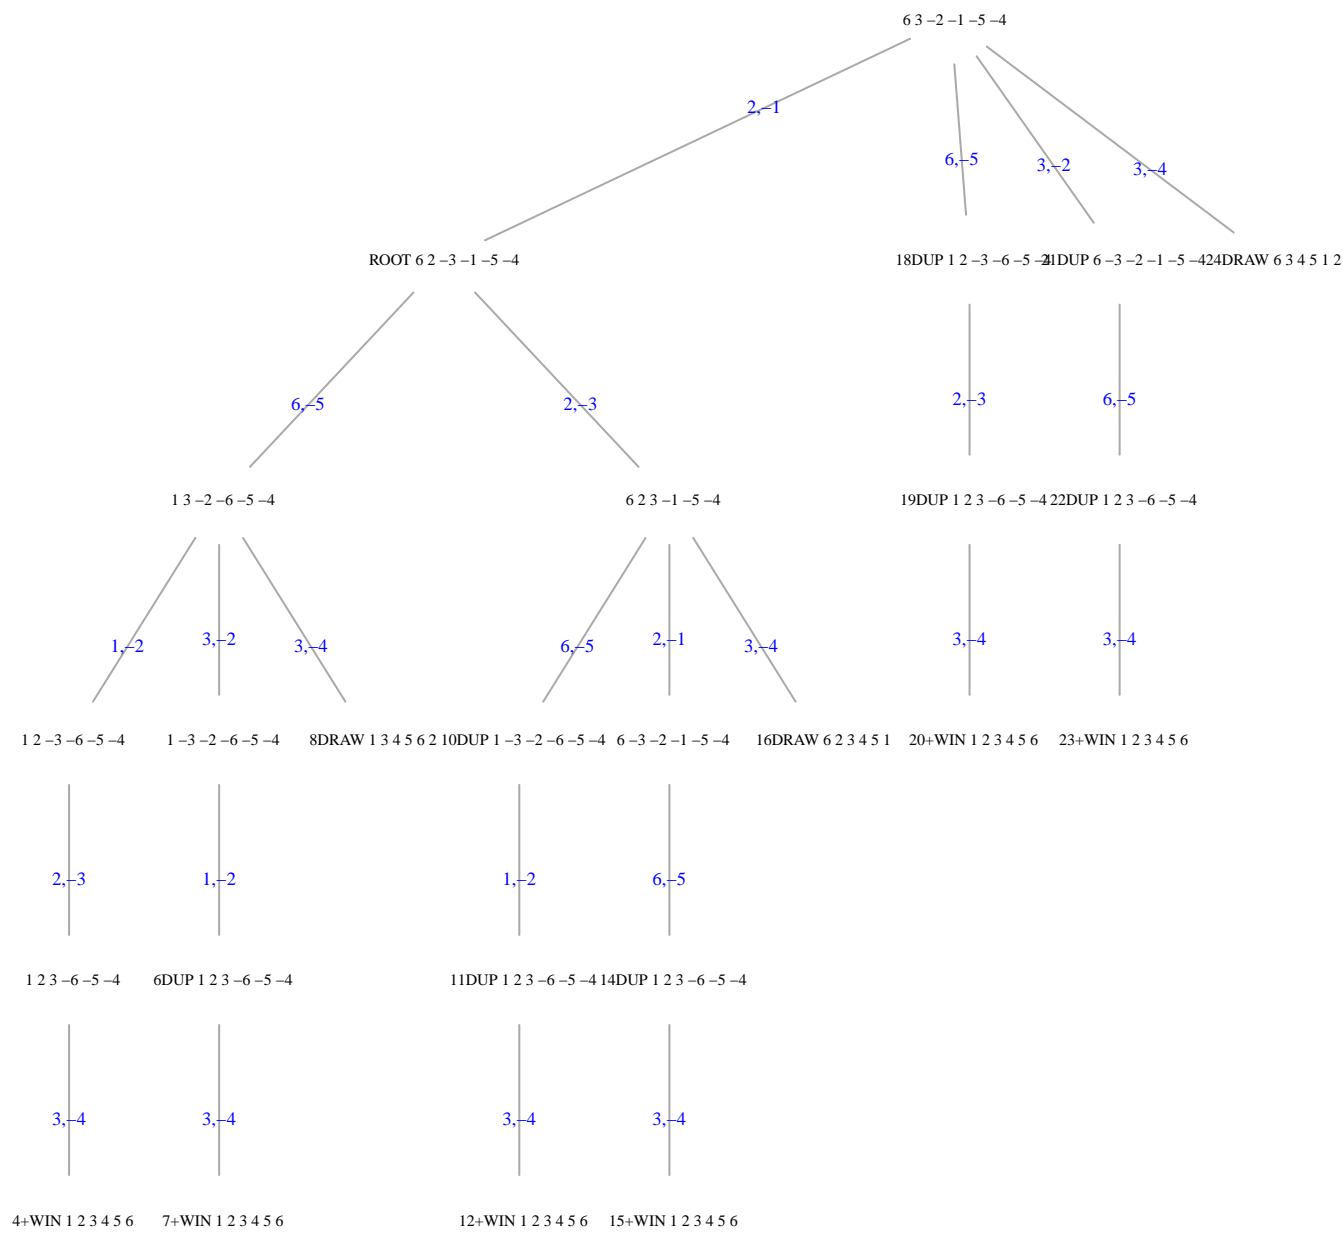 6 3 −2 −1 −5 −4
2,−1
6,−5
3,−2
3,−4
ROOT 6 2 −3 −1 −5 −4
18DUP 1 2 −3 −6 −5 −4
21DUP 6 −3 −2 −1 −5 −4
24DRAW 6 3 4 5 1 2
6,−5
2,−3
2,−3
6,−5
1 3 −2 −6 −5 −4
6 2 3 −1 −5 −4
19DUP 1 2 3 −6 −5 −4
22DUP 1 2 3 −6 −5 −4
1,−2
3,−2
3,−4
6,−5
2,−1
3,−4
3,−4
3,−4
1 2 −3 −6 −5 −4
1 −3 −2 −6 −5 −4
8DRAW 1 3 4 5 6 2
10DUP 1 −3 −2 −6 −5 −4
6 −3 −2 −1 −5 −4
16DRAW 6 2 3 4 5 1
20+WIN 1 2 3 4 5 6
23+WIN 1 2 3 4 5 6
2,−3
1,−2
1,−2
6,−5
1 2 3 −6 −5 −4
6DUP 1 2 3 −6 −5 −4
11DUP 1 2 3 −6 −5 −4
14DUP 1 2 3 −6 −5 −4
3,−4
3,−4
3,−4
3,−4
4+WIN 1 2 3 4 5 6
7+WIN 1 2 3 4 5 6
12+WIN 1 2 3 4 5 6
15+WIN 1 2 3 4 5 6